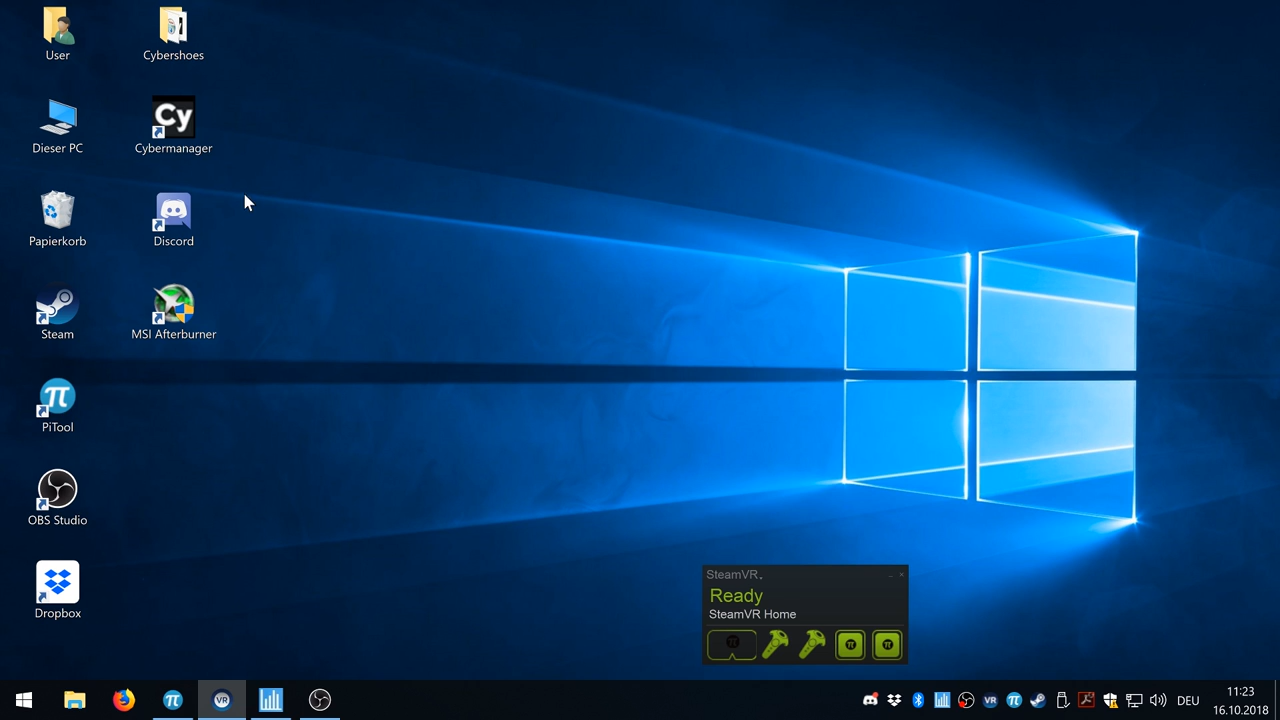 User
Cybershoes
Dieser PC
Cy
Cybermanager
Papierkorb
Discord
Steam
MSI Afterburner
π
PiTool
OBS Studio
Dropbox
SteamVR
Ready
SteamVR Home
π
π
π
π
VR
VR
π
DEU
11:23
16.10.2018